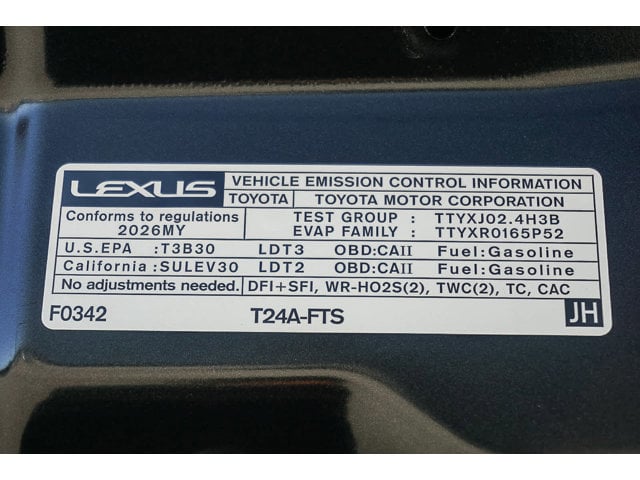 LEXUS VEHICLE EMISSION CONTROL INFORMATION
TOYOTA TOYOTA MOTOR CORPORATION
Conforms to regulations
2026MY
TEST GROUP : TTYXJ02.4H3B
EVAP FAMILY : TTYXR0165P52
U.S.EPA :T3B30 LDT3 OBD:CAII Fuel:Gasoline
California:SULEV30 LDT2 OBD:CAII Fuel:Gasoline
No adjustments needed. DFI+SFI, WR-HO2S(2), TWC(2), TC, CAC
F0342 T24A-FTS JH